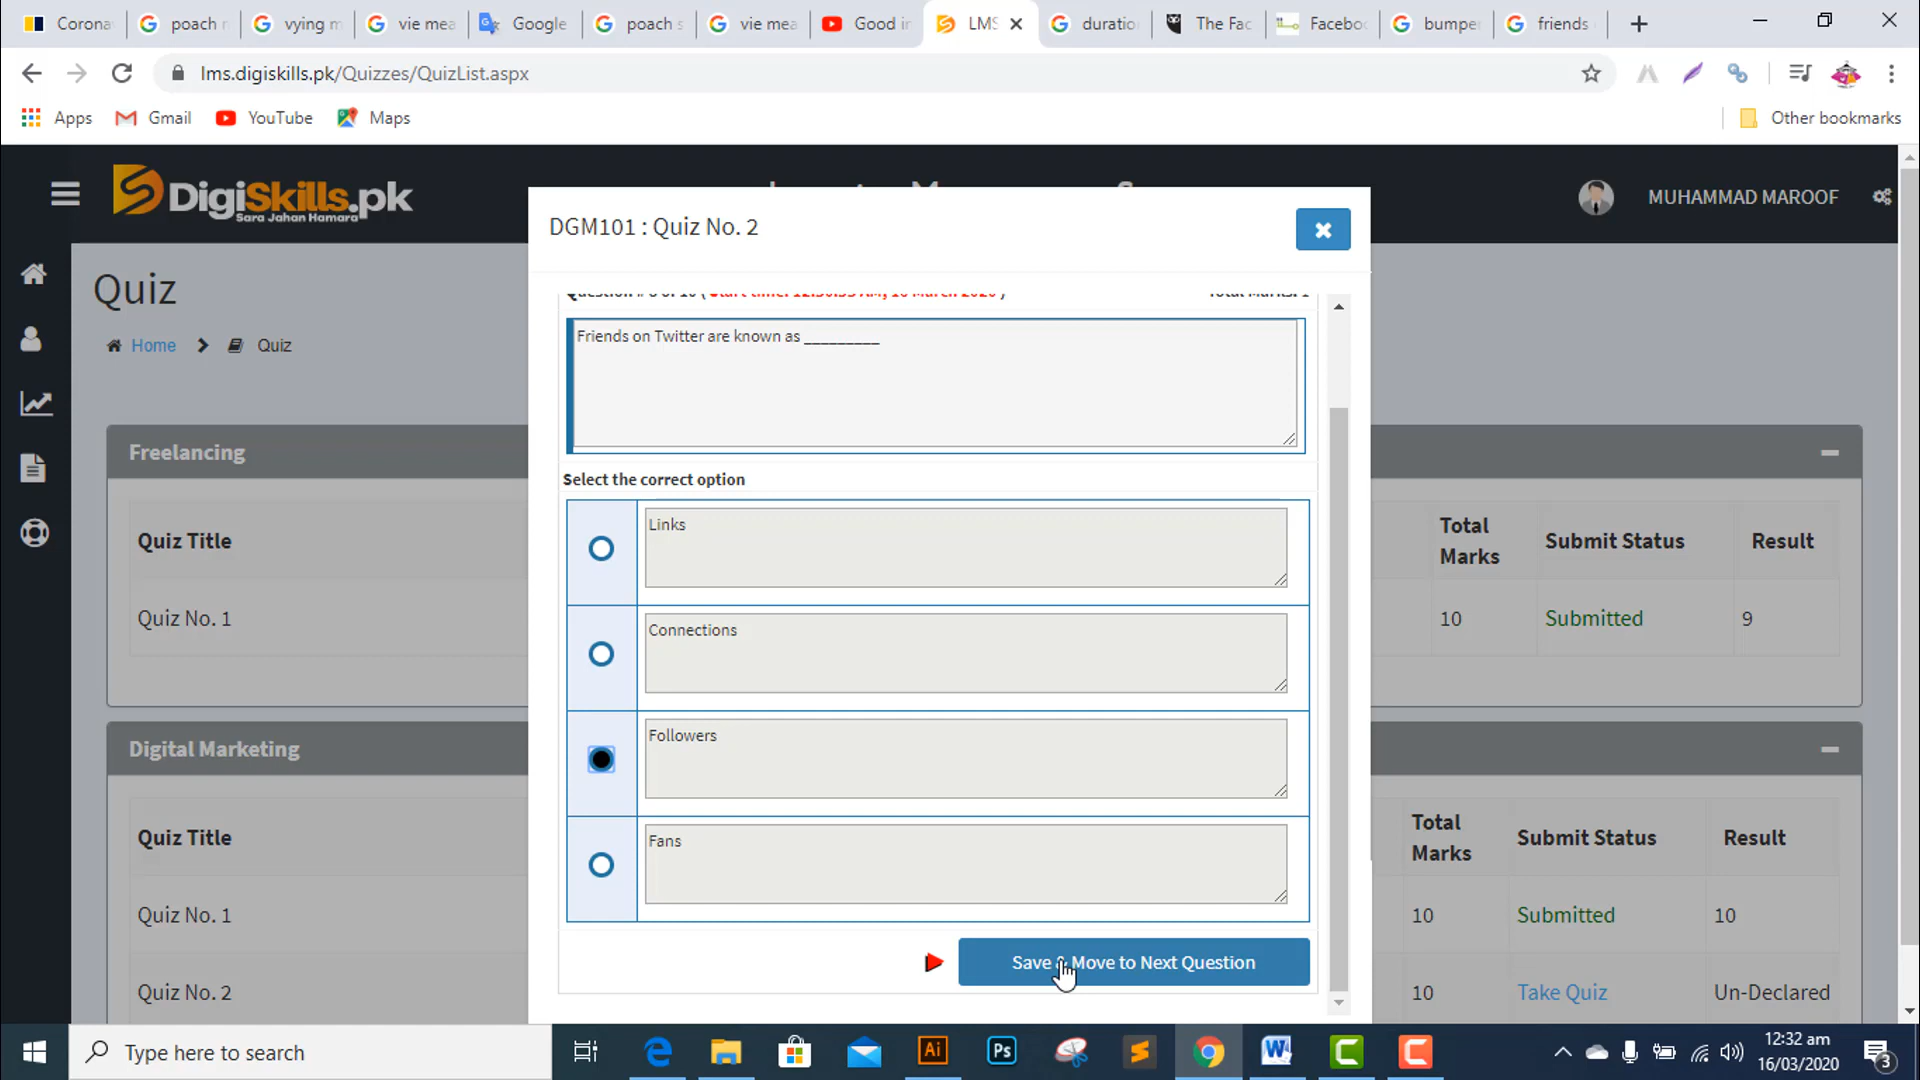 Corona
poach
vying m
vie mea
Google
poach s
vie mea
Good in
LMS
duratio
The Fac
Facebo
bumpe
friends
lms.digiskills.pk/Quizzes/QuizList.aspx
Apps
Gmail
YouTube
Maps
Other bookmarks
DigiSkills.pk
Sara Jahan Hamara
MUHAMMAD MAROOF
DGM101 : Quiz No. 2
Quiz
Home
Quiz
Friends on Twitter are known as _________
Select the correct option
Links
Connections
Followers
Fans
Save & Move to Next Question
Freelancing
Quiz Title
Total Marks
Submit Status
Result
Quiz No. 1
10
Submitted
9
Digital Marketing
Quiz Title
Total Marks
Submit Status
Result
Quiz No. 1
10
Submitted
10
Quiz No. 2
10
Take Quiz
Un-Declared
Type here to search
Ai
Ps
12:32 am
16/03/2020
3